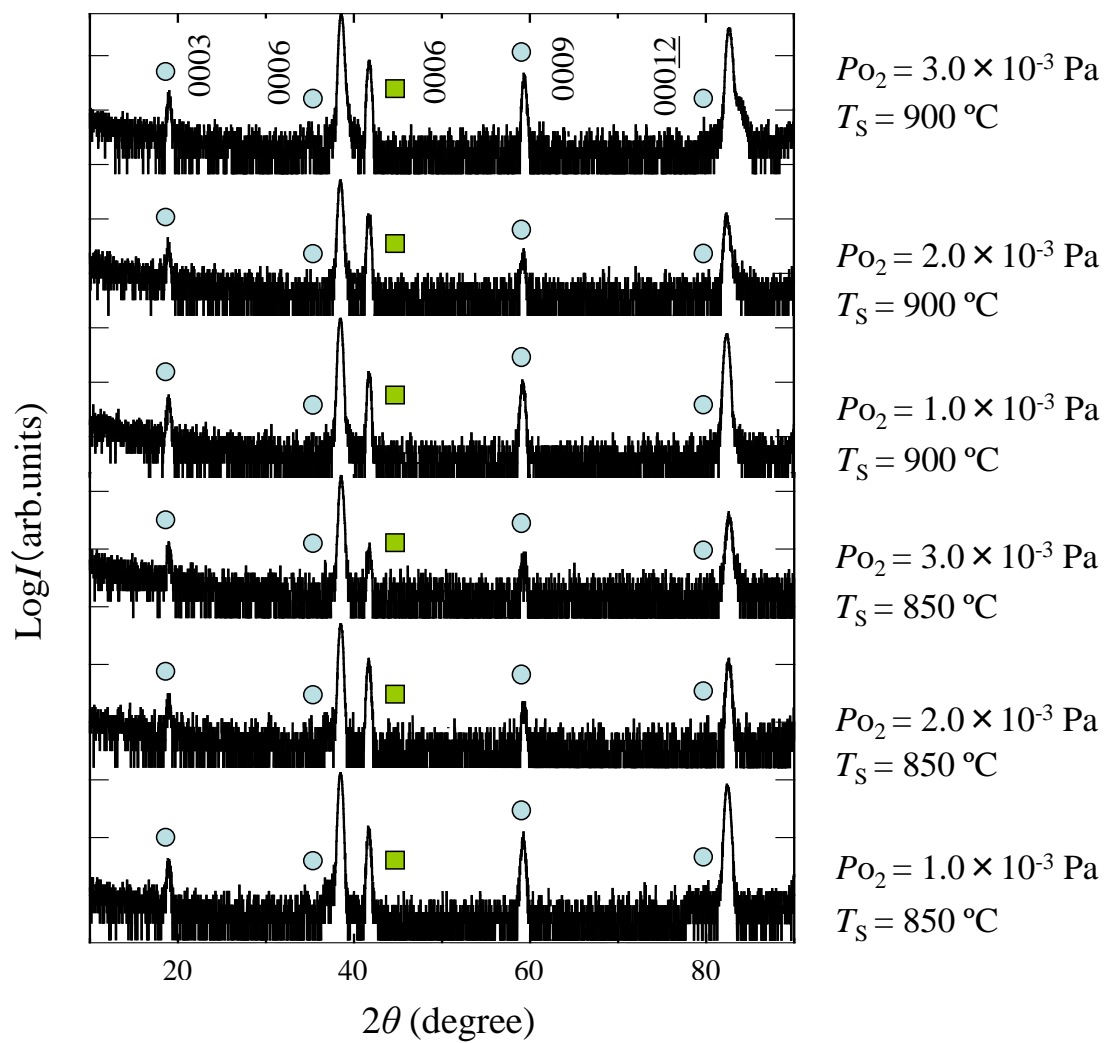 0003
0006
0006
0009
00012
Po₂ = 3.0 × 10⁻³ Pa
Tₛ = 900 ºC
Po₂ = 2.0 × 10⁻³ Pa
Tₛ = 900 ºC
Po₂ = 1.0 × 10⁻³ Pa
Tₛ = 900 ºC
Po₂ = 3.0 × 10⁻³ Pa
Tₛ = 850 ºC
Po₂ = 2.0 × 10⁻³ Pa
Tₛ = 850 ºC
Po₂ = 1.0 × 10⁻³ Pa
Tₛ = 850 ºC
LogI(arb.units)
20 40 60 80
2θ (degree)